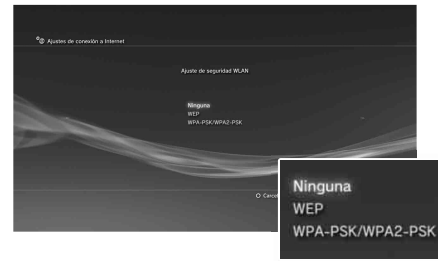 Ajustes de conexión a Internet
Ajuste de seguridad WLAN
Ninguna
WEP
WPA-PSK/WPA2-PSK
Ninguna
WEP
WPA-PSK/WPA2-PSK